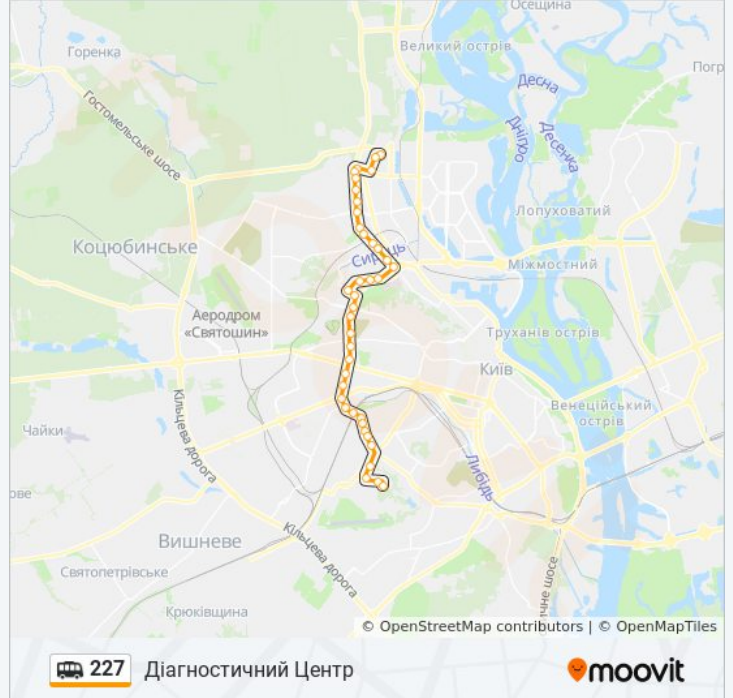 Осещина
Горенка
Великий острів
Погр
Десна
Гостомельське шосе
Дніпро
Десенка
Лопуховатий
Коцюбинське
Сирець
Міжмостний
Аеродром
«Святошин»
Труханів острів
Київ
Кільцева дорога
Венеційський
острів
Чайки
Либідь
ове
Вишневе
Кільцева дорога
Святопетрівське
Крюківщина
чне шосе
© OpenStreetMap contributors | © OpenMapTiles
227 Діагностичний Центр
moovit